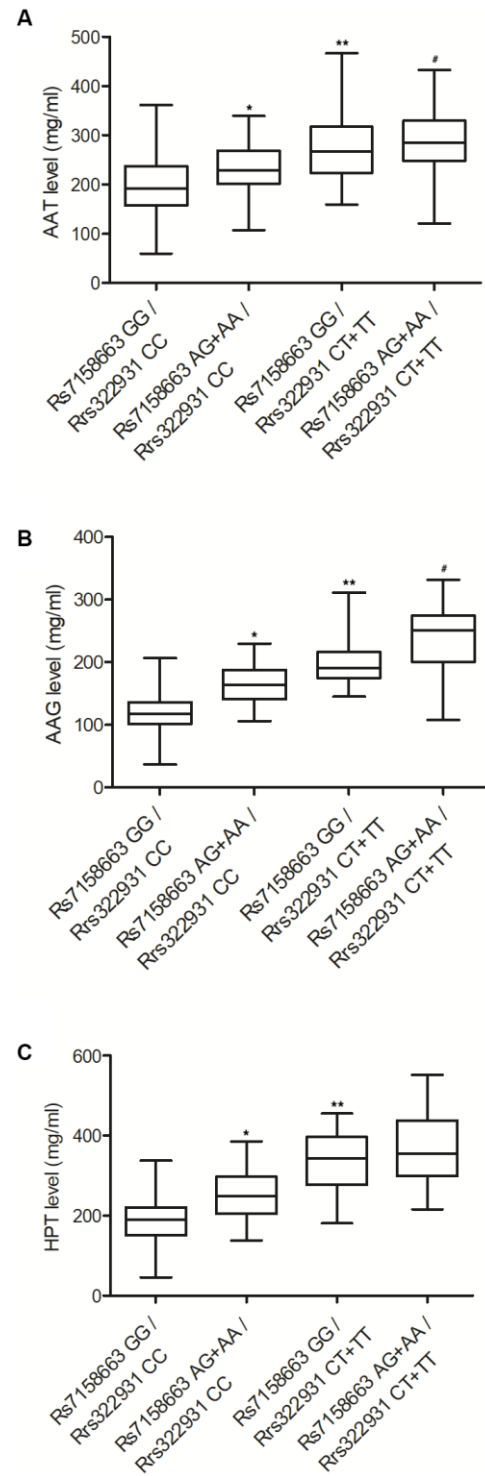 A
AAT level (mg/ml)
500
400
300
200
100
0
*
**
#
Rs7158663 GG /
Rrs322931 CC
Rs7158663 AG+AA /
Rrs322931 CC
Rs7158663 GG /
Rrs322931 CT+TT
Rs7158663 AG+AA /
Rrs322931 CT+TT
B
AAG level (mg/ml)
400
300
200
100
0
*
**
#
Rs7158663 GG /
Rrs322931 CC
Rs7158663 AG+AA /
Rrs322931 CC
Rs7158663 GG /
Rrs322931 CT+TT
Rs7158663 AG+AA /
Rrs322931 CT+TT
C
HPT level (mg/ml)
600
400
200
0
*
**
Rs7158663 GG /
Rrs322931 CC
Rs7158663 AG+AA /
Rrs322931 CC
Rs7158663 GG /
Rrs322931 CT+TT
Rs7158663 AG+AA /
Rrs322931 CT+TT